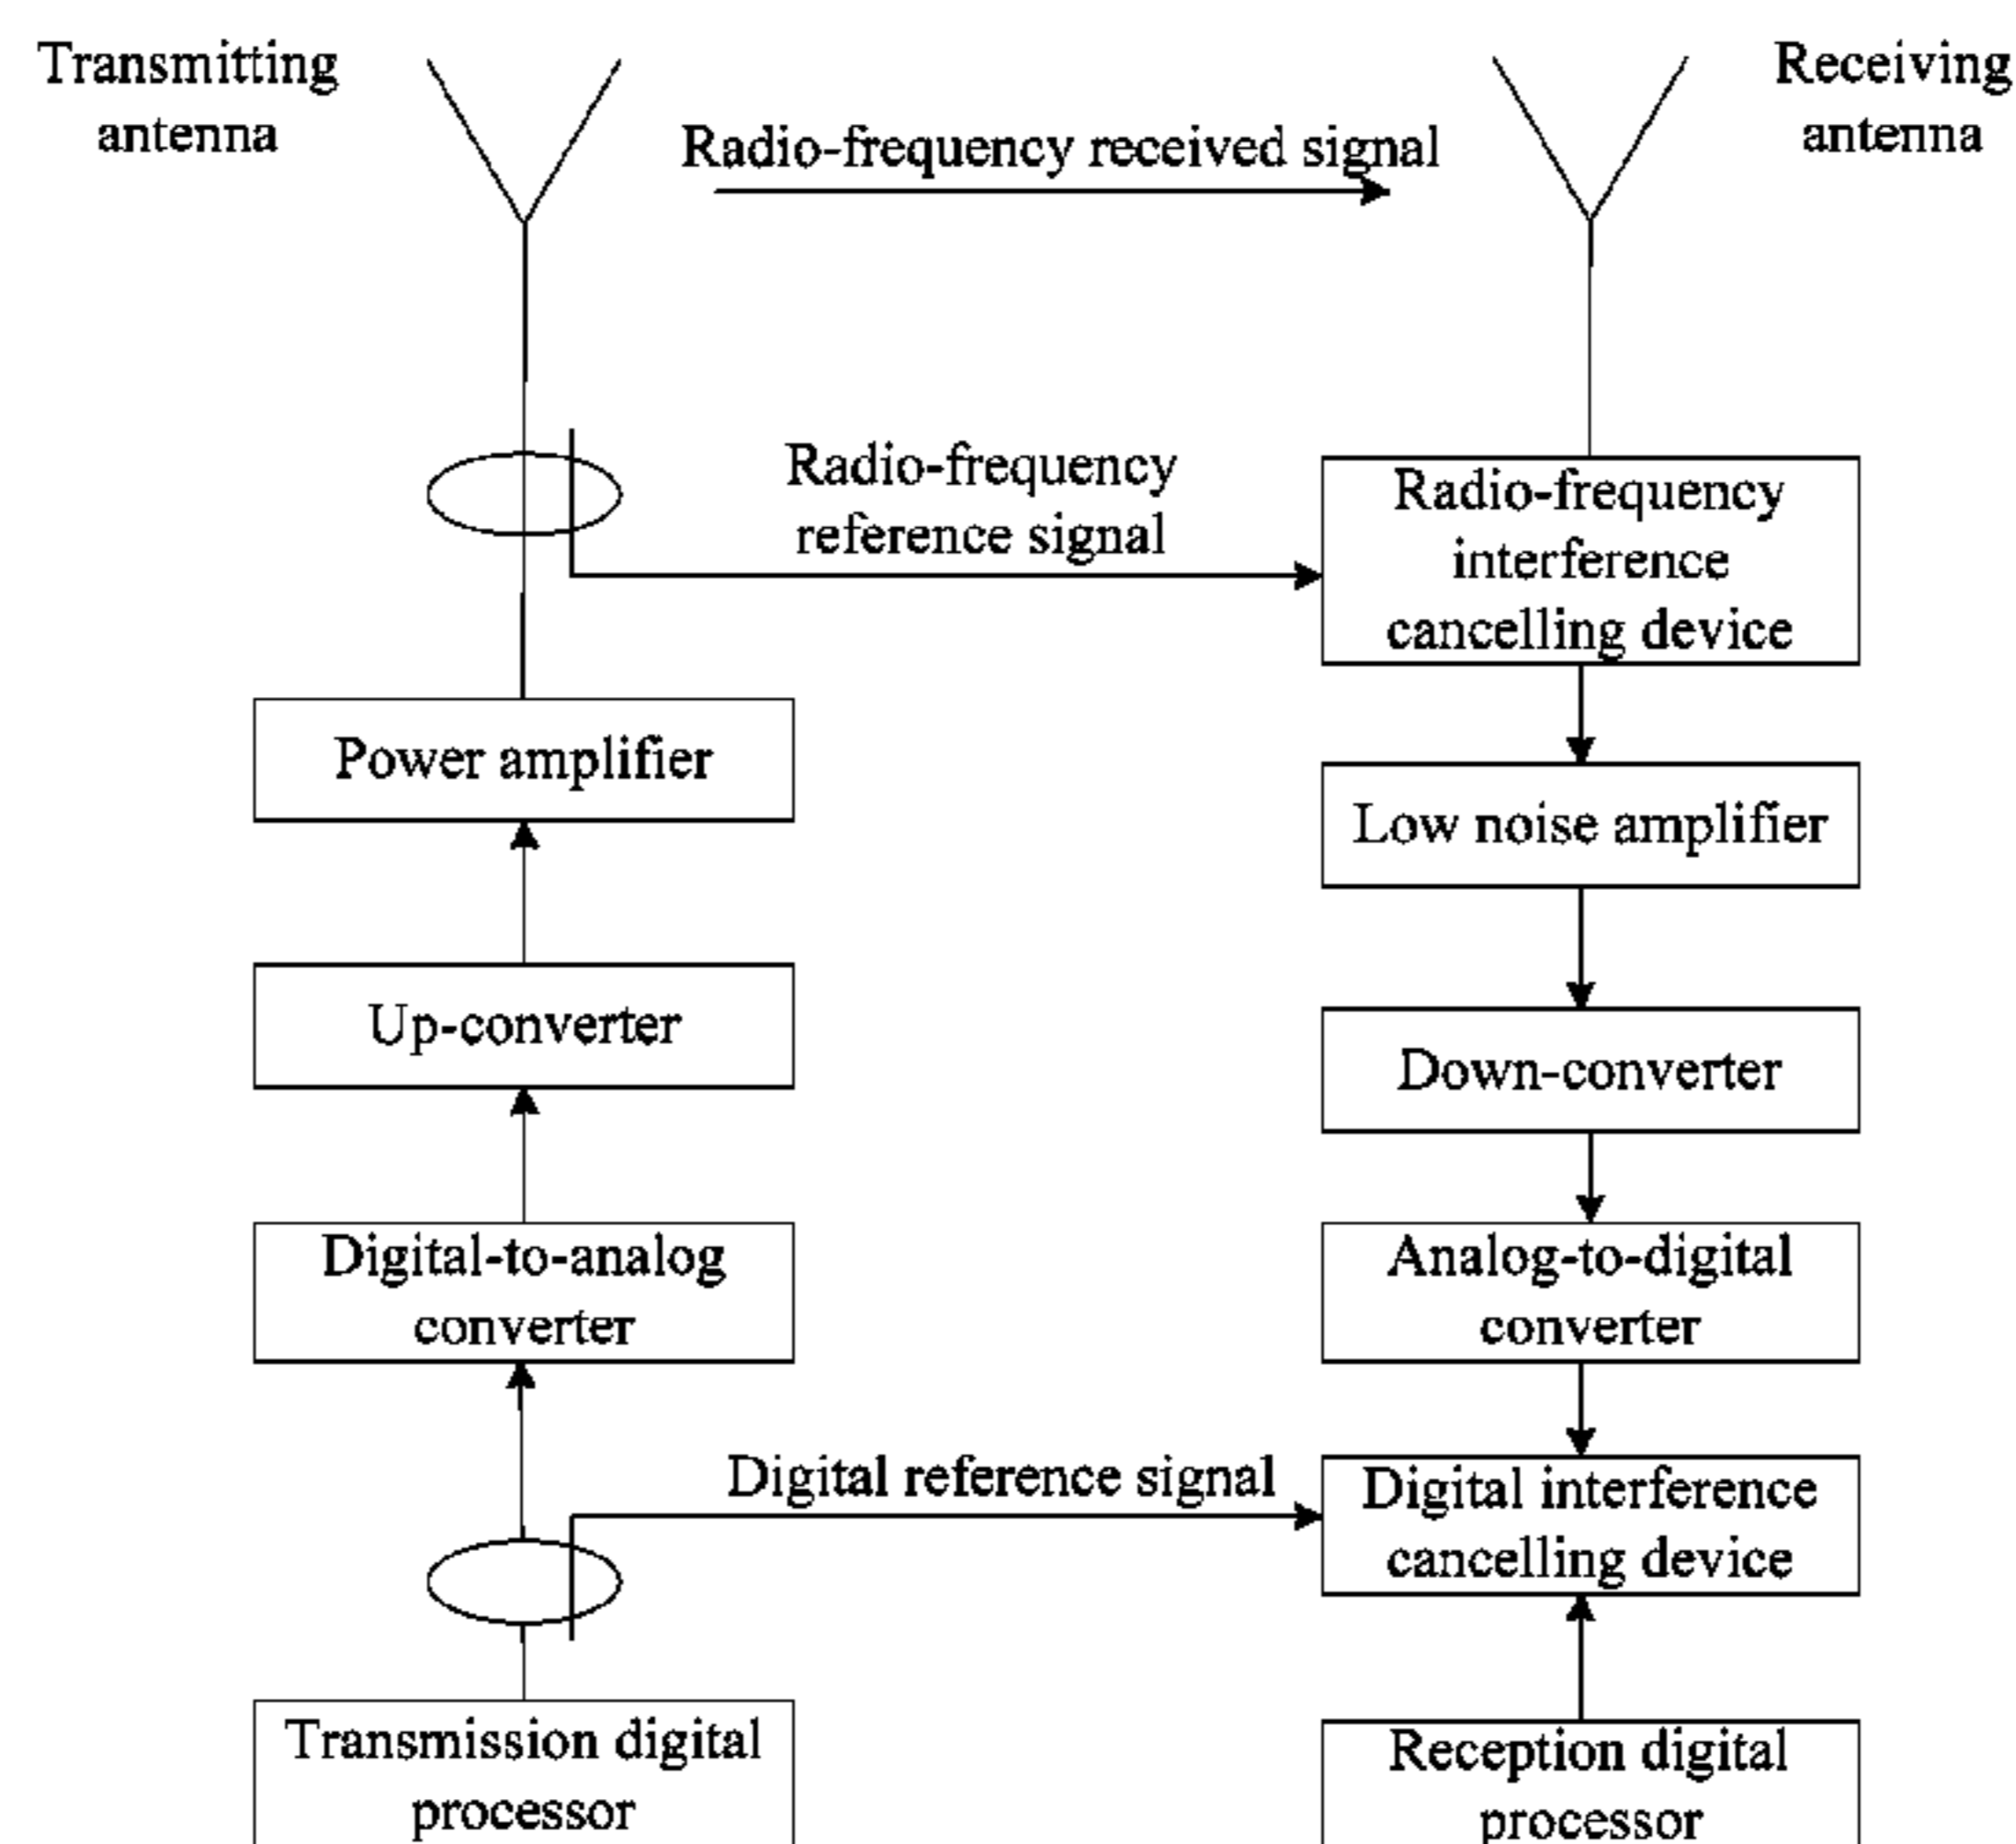 Transmitting
antenna
Radio-frequency received signal
Receiving
antenna
Radio-frequency
reference signal
Radio-frequency
interference
cancelling device
Power amplifier
Low noise amplifier
Up-converter
Down-converter
Digital-to-analog
converter
Analog-to-digital
converter
Digital reference signal
Digital interference
cancelling device
Transmission digital
processor
Reception digital
processor